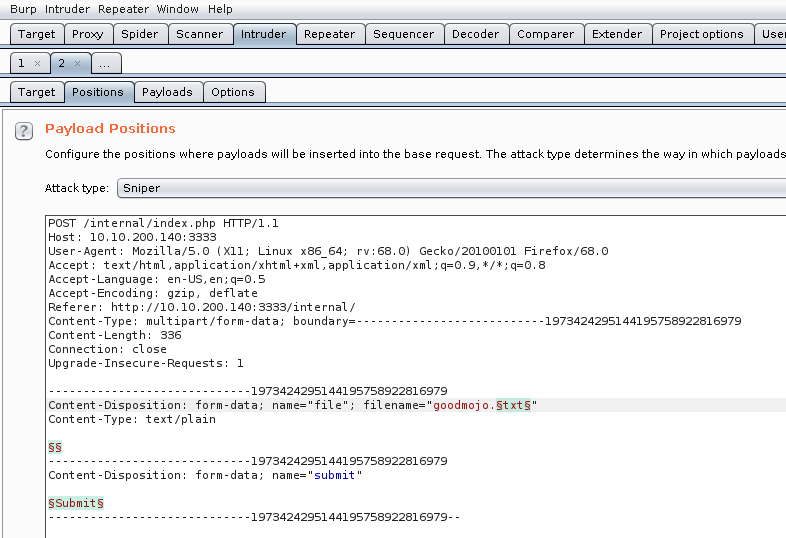 Burp Intruder Repeater Window Help
Target Proxy Spider Scanner Intruder Repeater Sequencer Decoder Comparer Extender Project options User
1 × 2 × ...
Target Positions Payloads Options
? Payload Positions
Configure the positions where payloads will be inserted into the base request. The attack type determines the way in which payloads
Attack type: Sniper
POST /internal/index.php HTTP/1.1
Host: 10.10.200.140:3333
User-Agent: Mozilla/5.0 (X11; Linux x86_64; rv:68.0) Gecko/20100101 Firefox/68.0
Accept: text/html,application/xhtml+xml,application/xml;q=0.9,*/*;q=0.8
Accept-Language: en-US,en;q=0.5
Accept-Encoding: gzip, deflate
Referer: http://10.10.200.140:3333/internal/
Content-Type: multipart/form-data; boundary=---------------------------1973424295144195758922816979
Content-Length: 336
Connection: close
Upgrade-Insecure-Requests: 1
-----------------------------1973424295144195758922816979
Content-Disposition: form-data; name="file"; filename="goodmojo.§txt§"
Content-Type: text/plain
§§
-----------------------------1973424295144195758922816979
Content-Disposition: form-data; name="submit"
§Submit§
-----------------------------1973424295144195758922816979--